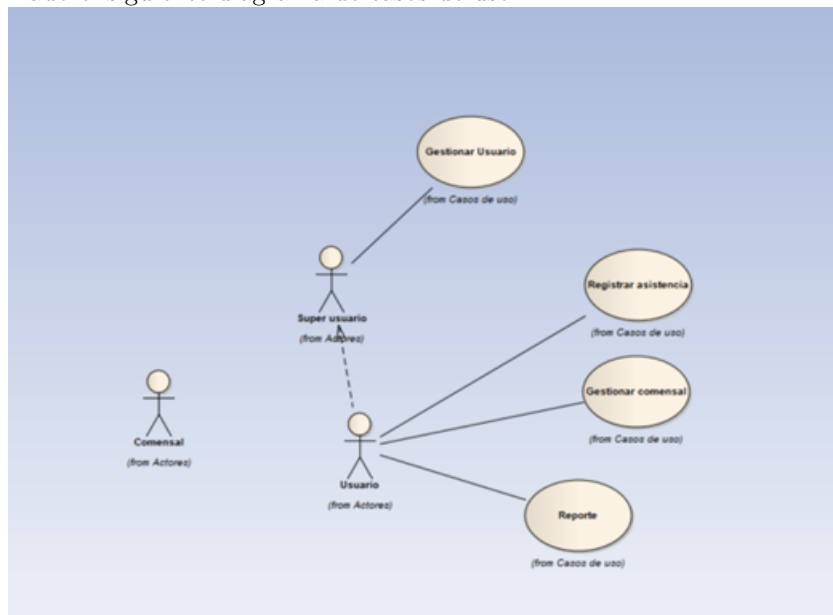 Gestionar Usuario
(from Casos de uso)
Super usuario
(from Actores)
Registrar asistencia
(from Casos de uso)
Comensal
(from Actores)
Gestionar comensal
(from Casos de uso)
Usuario
(from Actores)
Reporte
(from Casos de uso)